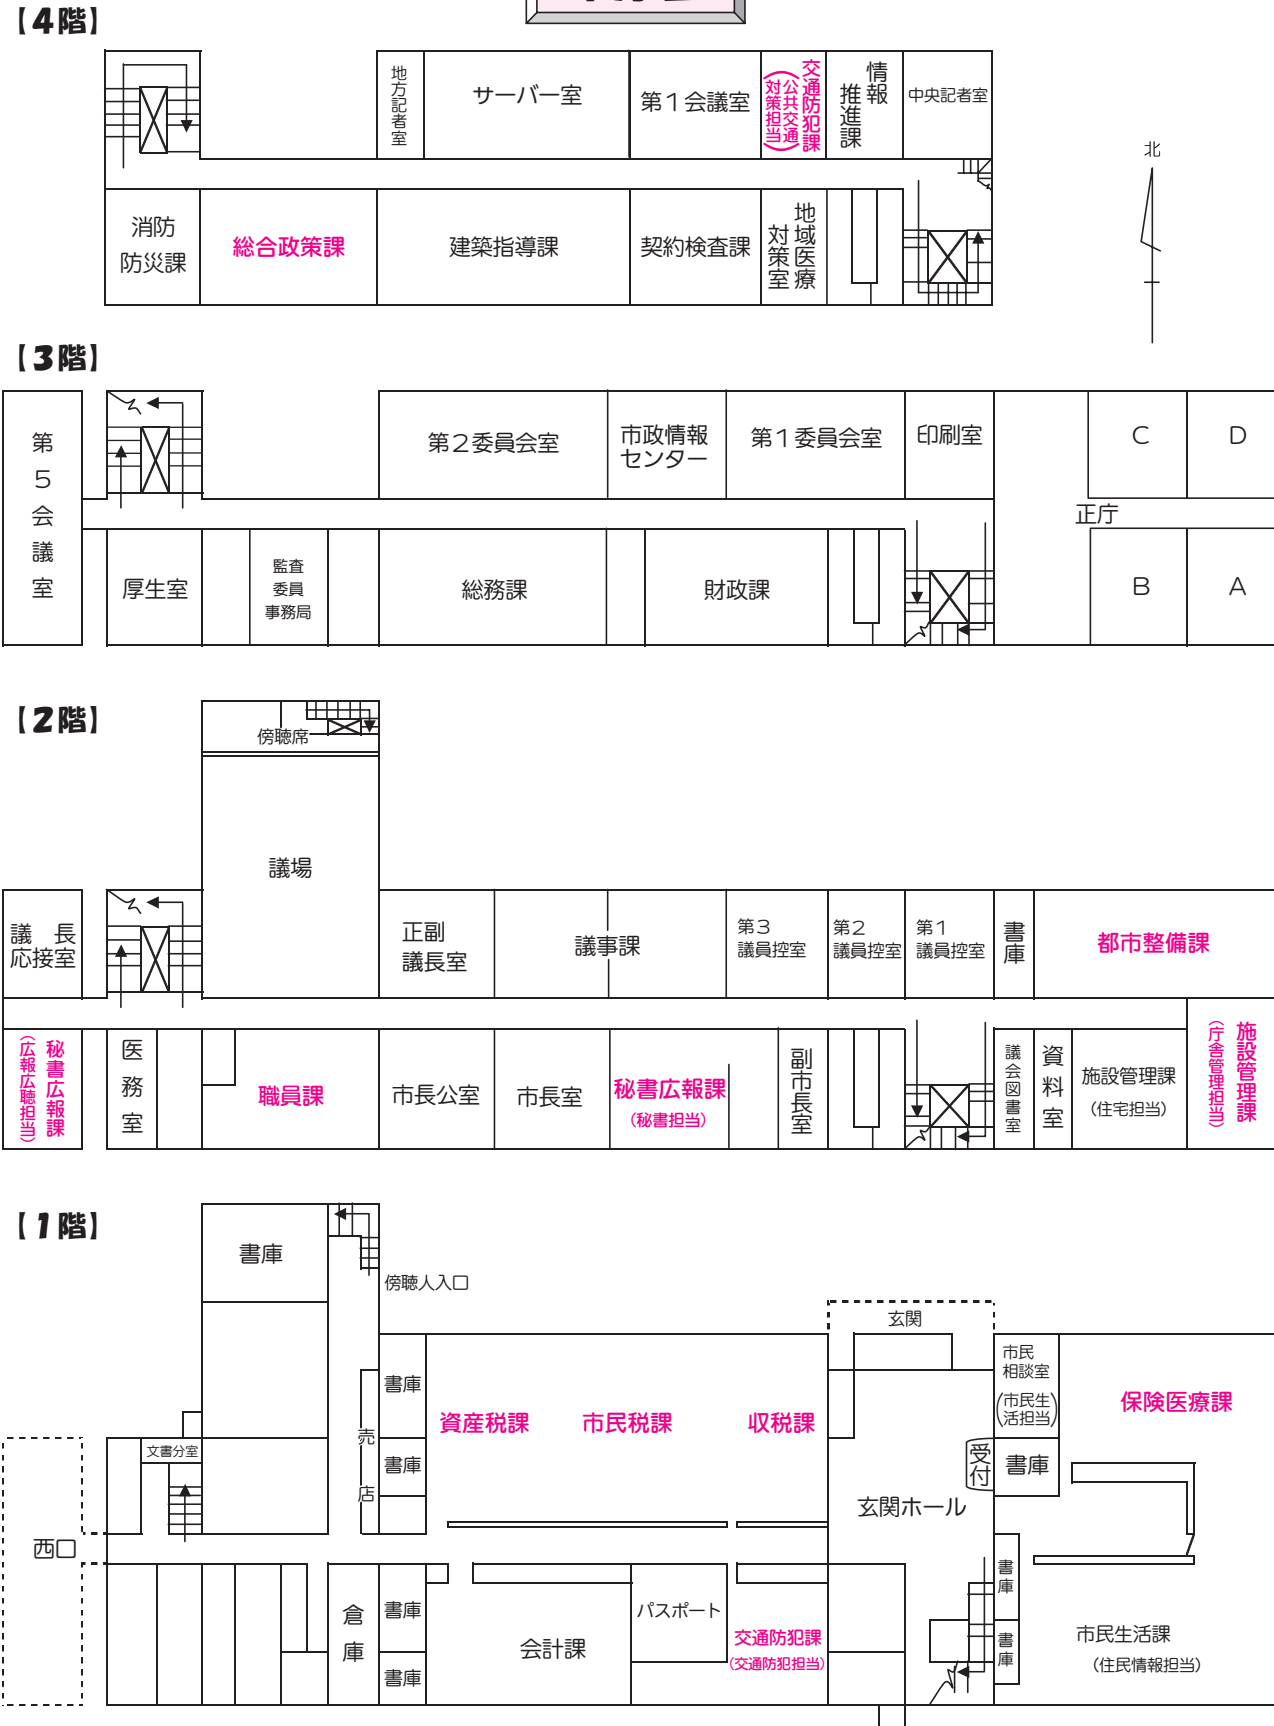 【4階】
地方記者室
サーバー室
第１会議室
交通防犯課
(公共交通
対策担当)
情報
推進課
中央記者室
北
消防
防災課
総合政策課
建築指導課
契約検査課
地域医療
対策室
【3階】
第５会議室
第２委員会室
市政情報
センター
第１委員会室
印刷室
C
D
正庁
厚生室
監査
委員
事務局
総務課
財政課
B
A
【2階】
傍聴席
議場
議　長
応接室
正副
議長室
議事課
第３
議員控室
第２
議員控室
第１
議員控室
書庫
都市整備課
秘書広報課
(広報広聴担当)
医務室
職員課
市長公室
市長室
秘書広報課
(秘書担当)
副市長室
議会図書室
資料室
施設管理課
(住宅担当)
施設管理課
(庁舎管理担当)
【1階】
書庫
傍聴人入口
玄関
書庫
資産税課
市民税課
収税課
市民
相談室
(市民生
活担当)
保険医療課
売店
文書分室
書庫
受付
書庫
玄関ホール
西口
倉庫
書庫
書庫
会計課
パスポート
交通防犯課
(交通防犯担当)
書庫
書庫
市民生活課
(住民情報担当)